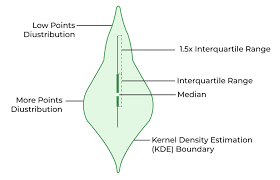 Low Points
Diustribution
1.5x Interquartile Range
Interquartile Range
Median
More Points
Diustribution
Kernel Density Estimation
(KDE) Boundary